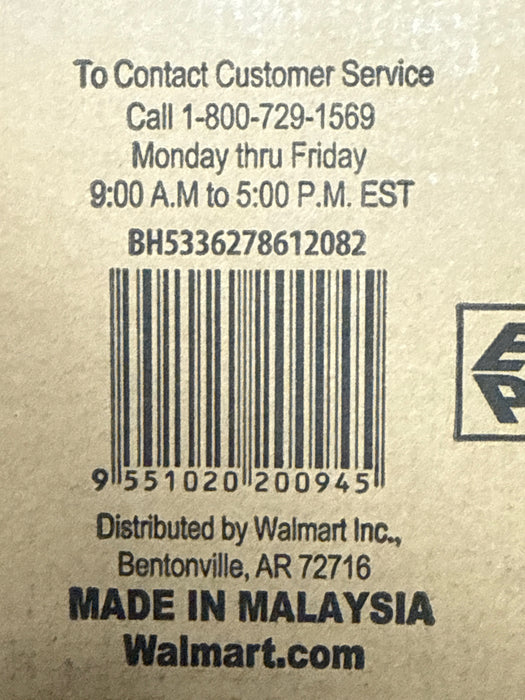 To Contact Customer Service
Call 1-800-729-1569
Monday thru Friday
9:00 A.M to 5:00 P.M. EST
BH5336278612082
9 551020 200945
Distributed by Walmart Inc.,
Bentonville, AR 72716
MADE IN MALAYSIA
Walmart.com